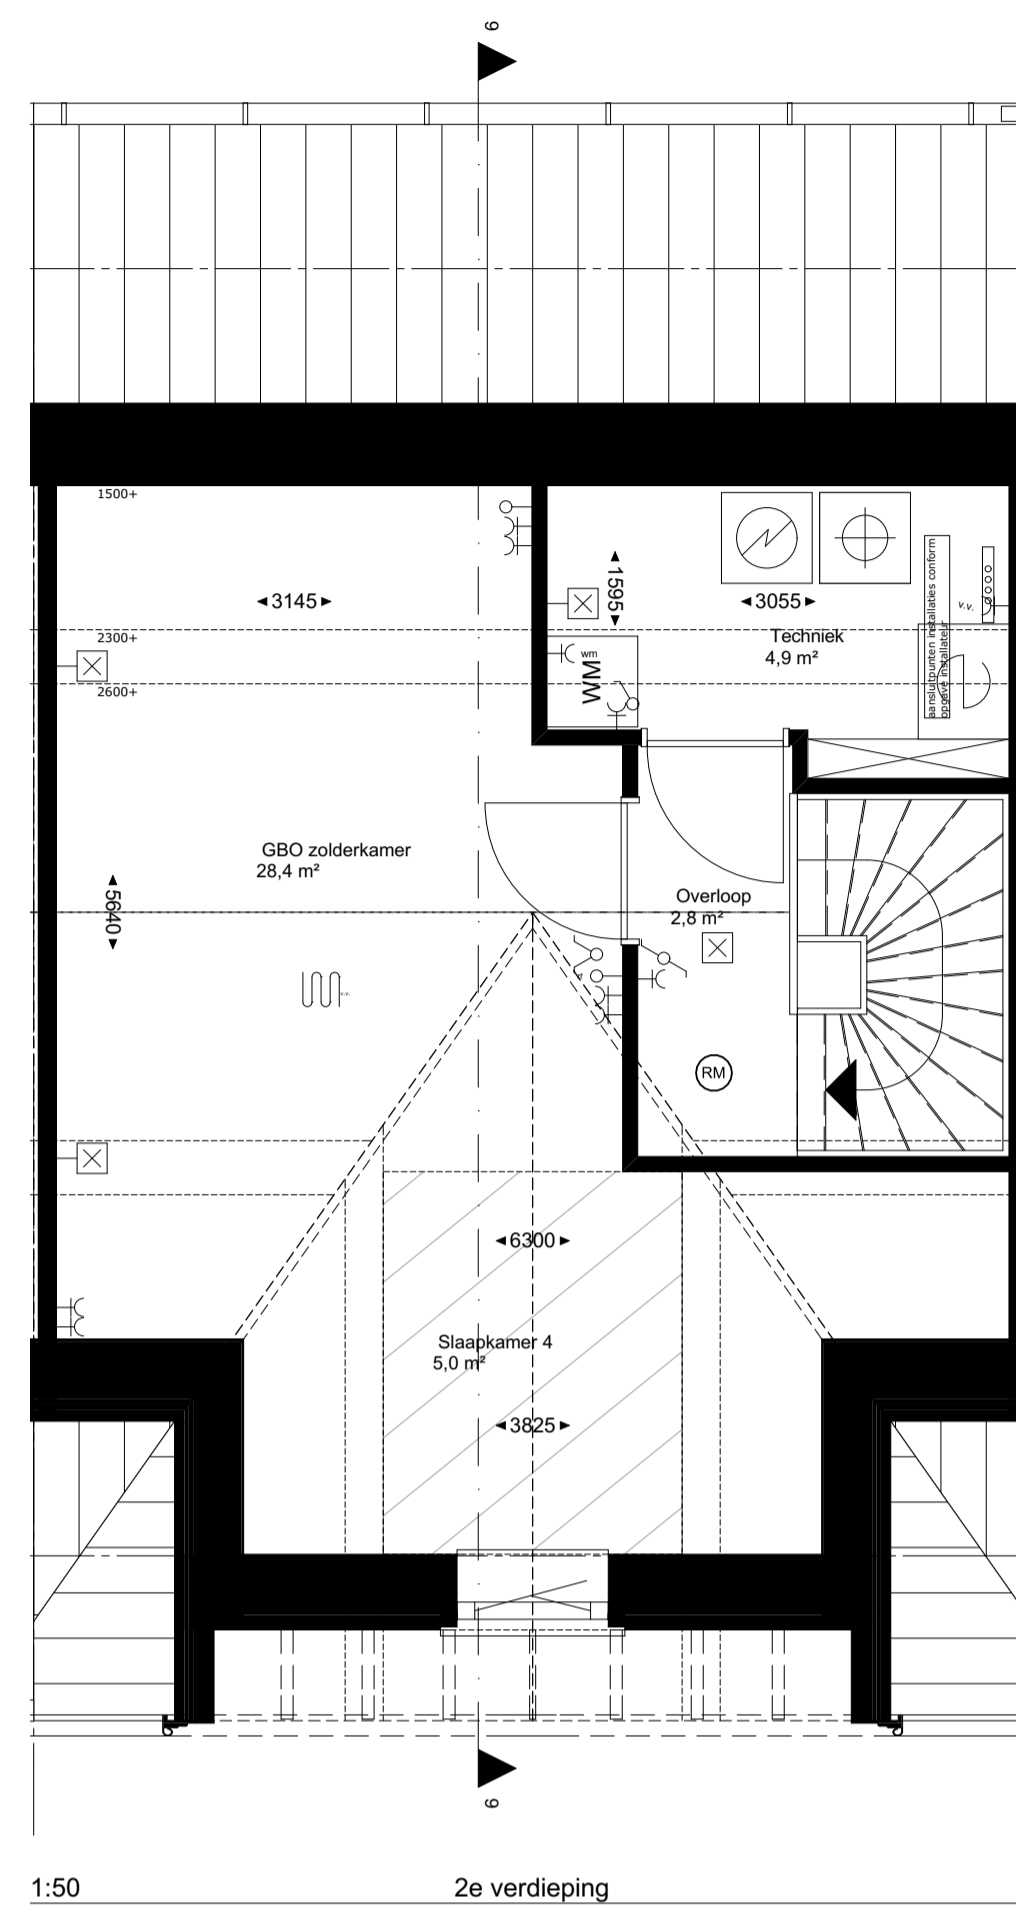 6
1500+
3145
1595
3055
aansluitpunten installaties conform
opgave installateur
v.v.
Techniek
4,9 m²
2300+
2600+
wm
WM
GBO zolderkamer
28,4 m²
5640
Overloop
2,8 m²
v.v.
RM
6300
Slaapkamer 4
5,0 m²
3825
6
1:50
2e verdieping